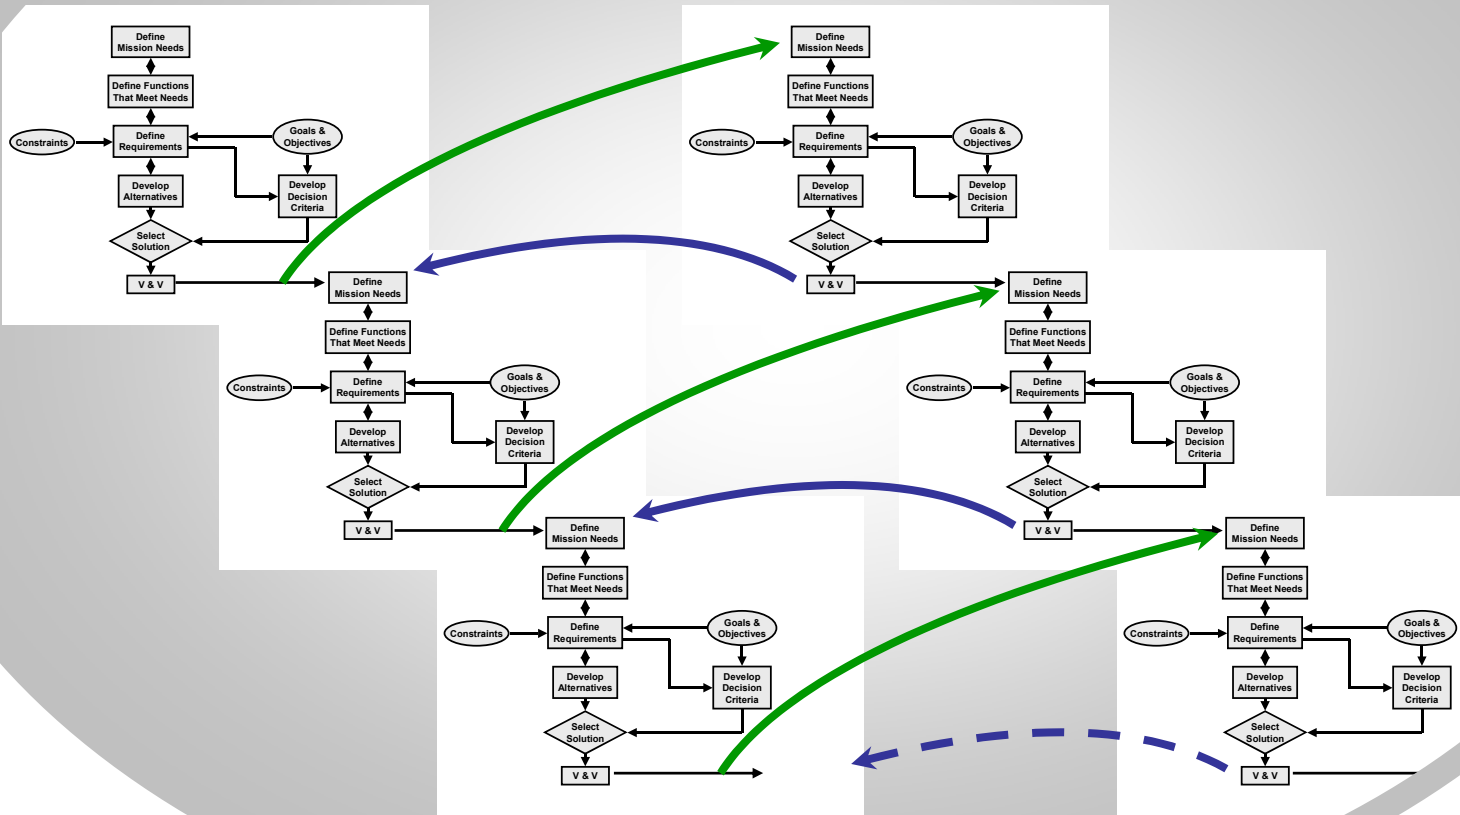 Define
Mission Needs
Define Functions
That Meet Needs
Constraints
Define
Requirements
Goals &
Objectives
Develop
Alternatives
Develop
Decision
Criteria
Select
Solution
V & V
Define
Mission Needs
Define Functions
That Meet Needs
Constraints
Define
Requirements
Goals &
Objectives
Develop
Alternatives
Develop
Decision
Criteria
Select
Solution
V & V
Define
Mission Needs
Define Functions
That Meet Needs
Constraints
Define
Requirements
Goals &
Objectives
Develop
Alternatives
Develop
Decision
Criteria
Select
Solution
V & V
Define
Mission Needs
Define Functions
That Meet Needs
Constraints
Define
Requirements
Goals &
Objectives
Develop
Alternatives
Develop
Decision
Criteria
Select
Solution
V & V
Define
Mission Needs
Define Functions
That Meet Needs
Constraints
Define
Requirements
Goals &
Objectives
Develop
Alternatives
Develop
Decision
Criteria
Select
Solution
V & V
Define
Mission Needs
Define Functions
That Meet Needs
Constraints
Define
Requirements
Goals &
Objectives
Develop
Alternatives
Develop
Decision
Criteria
Select
Solution
V & V